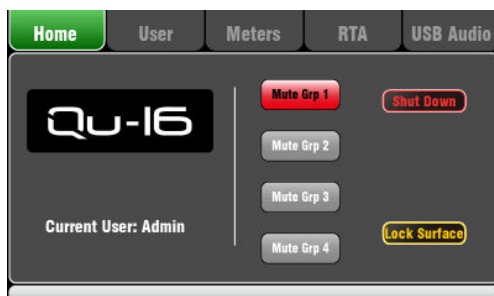 Home User Meters RTA USB Audio
Qu-16
Current User: Admin
Mute Grp 1
Mute Grp 2
Mute Grp 3
Mute Grp 4
Shut Down
Lock Surface